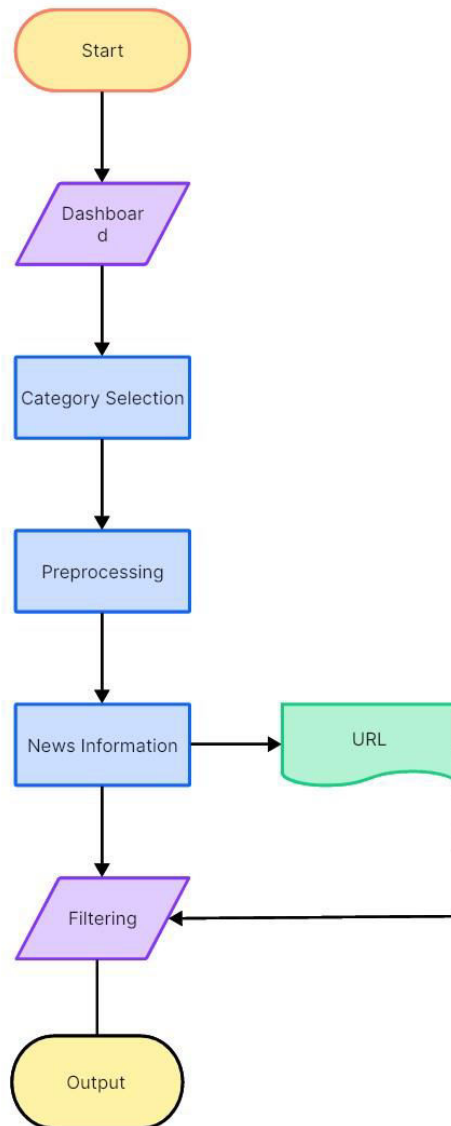 Start
Dashboar
d
Category Selection
Preprocessing
News Information
URL
Filtering
Output